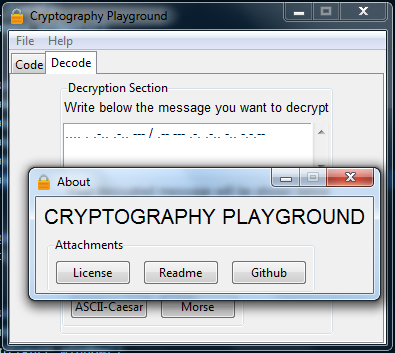 Cryptography Playground
File Help
Code Decode
Decryption Section
Write below the message you want to decrypt
.... . .-.. .-.. --- / .-- --- .-. .-.. -.. -.-.--
About
CRYPTOGRAPHY PLAYGROUND
Attachments
License Readme Github
ASCII-Caesar Morse